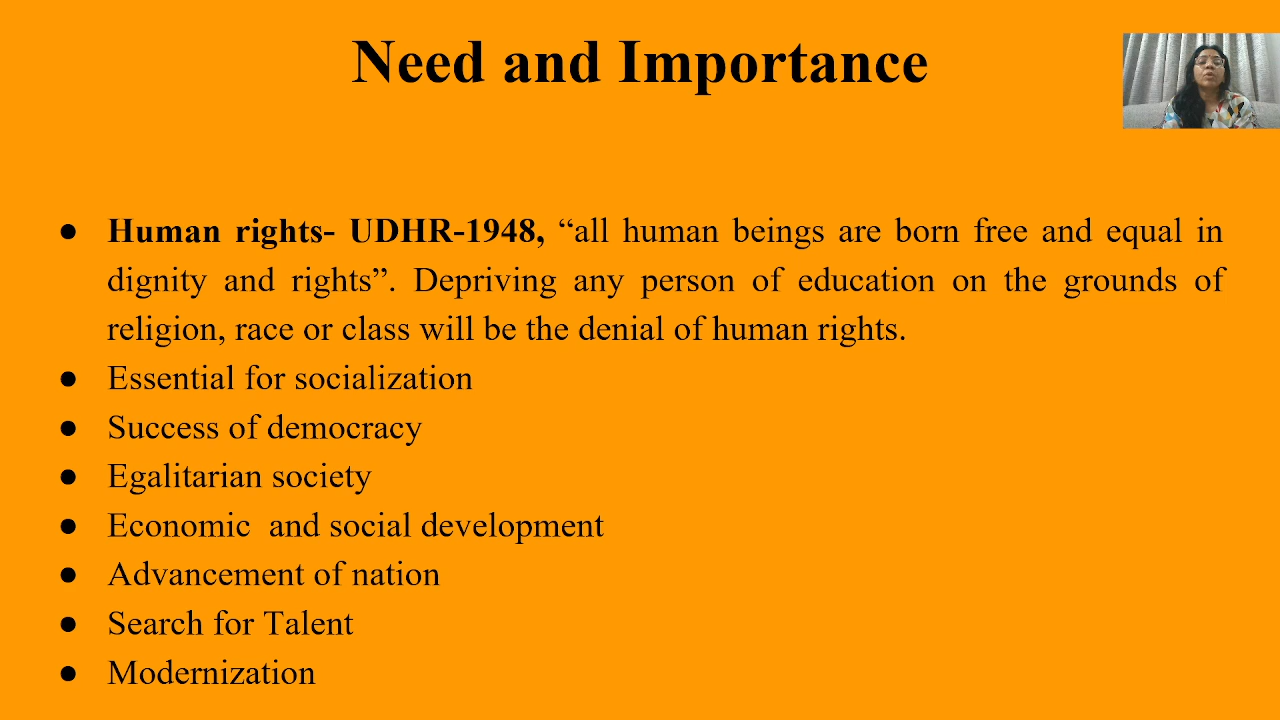 Need and Importance
● Human rights- UDHR-1948, “all human beings are born free and equal in
dignity and rights”. Depriving any person of education on the grounds of
religion, race or class will be the denial of human rights.
● Essential for socialization
● Success of democracy
● Egalitarian society
● Economic  and social development
● Advancement of nation
● Search for Talent
● Modernization